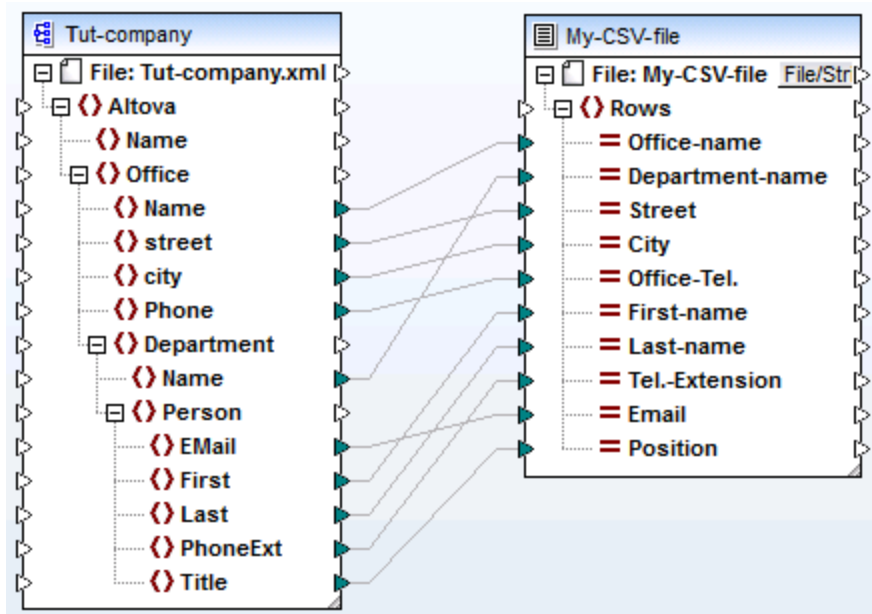 Tut-company
File: Tut-company.xml
Altova
Name
Office
Name
street
city
Phone
Department
Name
Person
EMail
First
Last
PhoneExt
Title
My-CSV-file
File: My-CSV-file File/Str
Rows
Office-name
Department-name
Street
City
Office-Tel.
First-name
Last-name
Tel.-Extension
Email
Position